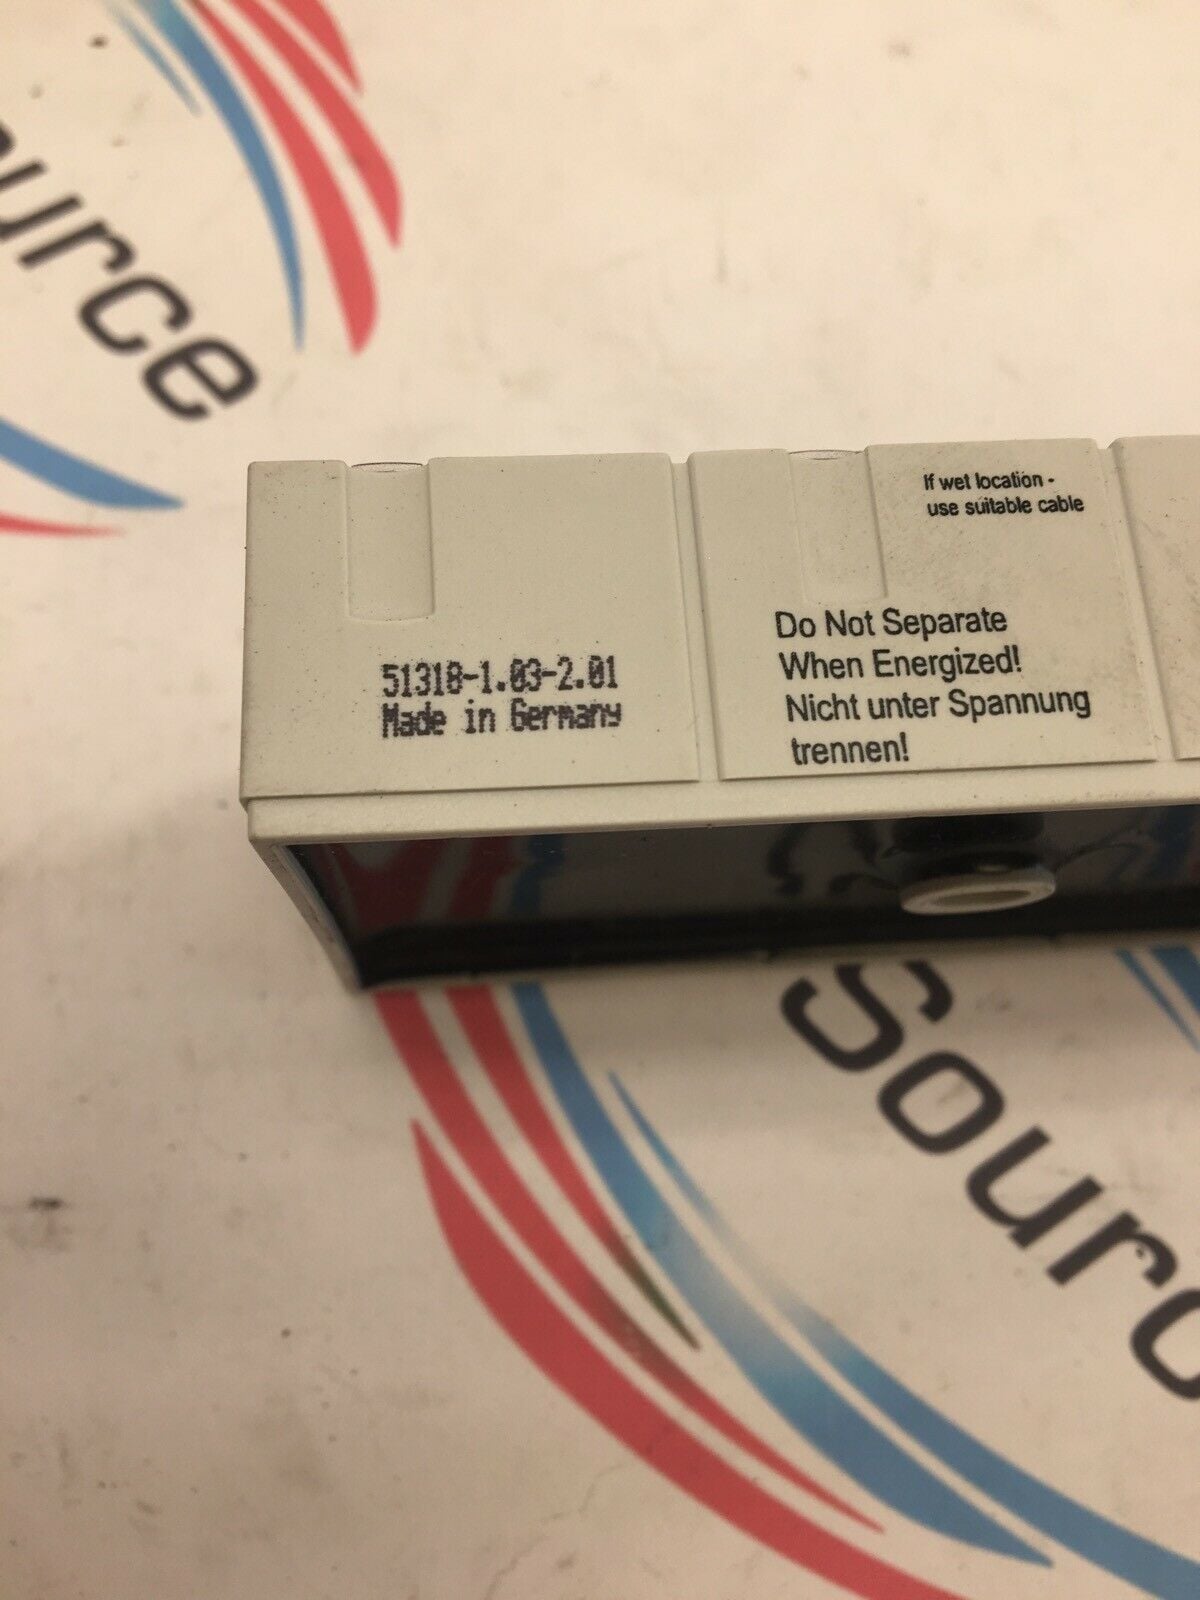 ource
If wet location -
use suitable cable
Do Not Separate
When Energized!
Nicht unter Spannung
trennen!
51318-1.03-2.01
Made in Germany
Sourc